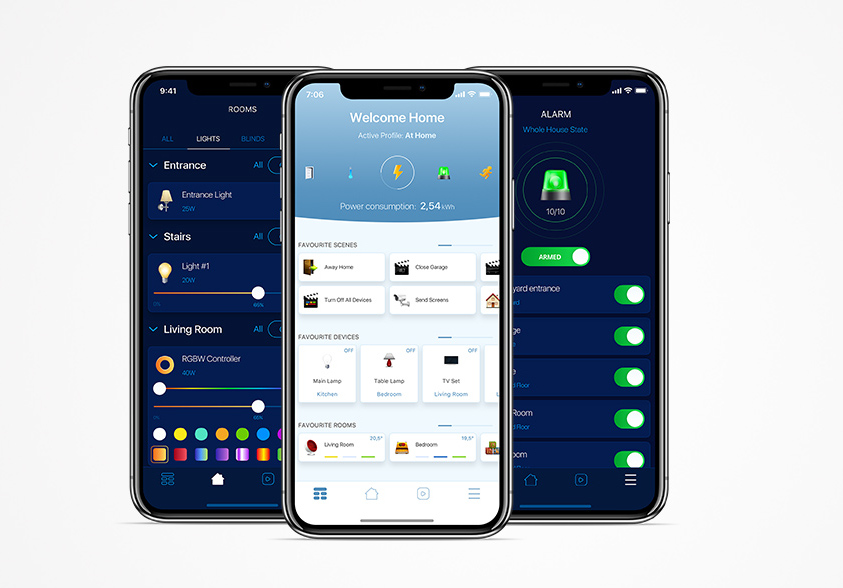 9:41
ROOMS
ALL LIGHTS BLINDS
Entrance All
Entrance Light
25W
Stairs All
Light #1
20W
0% 65%
Living Room All
RGBW Controller
40W
0% 60%
7:06
Welcome Home
Active Profile: At Home
Power consumption: 2,54 kWh
FAVOURITE SCENES
Away Home Close Garage
Turn Off All Devices Send Screens
FAVOURITE DEVICES
OFF OFF OFF
Main Lamp Table Lamp TV Set
Kitchen Bedroom Living Room
FAVOURITE ROOMS
20,5° 19,5°
Living Room Bedroom
ALARM
Whole House State
10/10
ARMED
yard entrance
Floor
Room
Floor